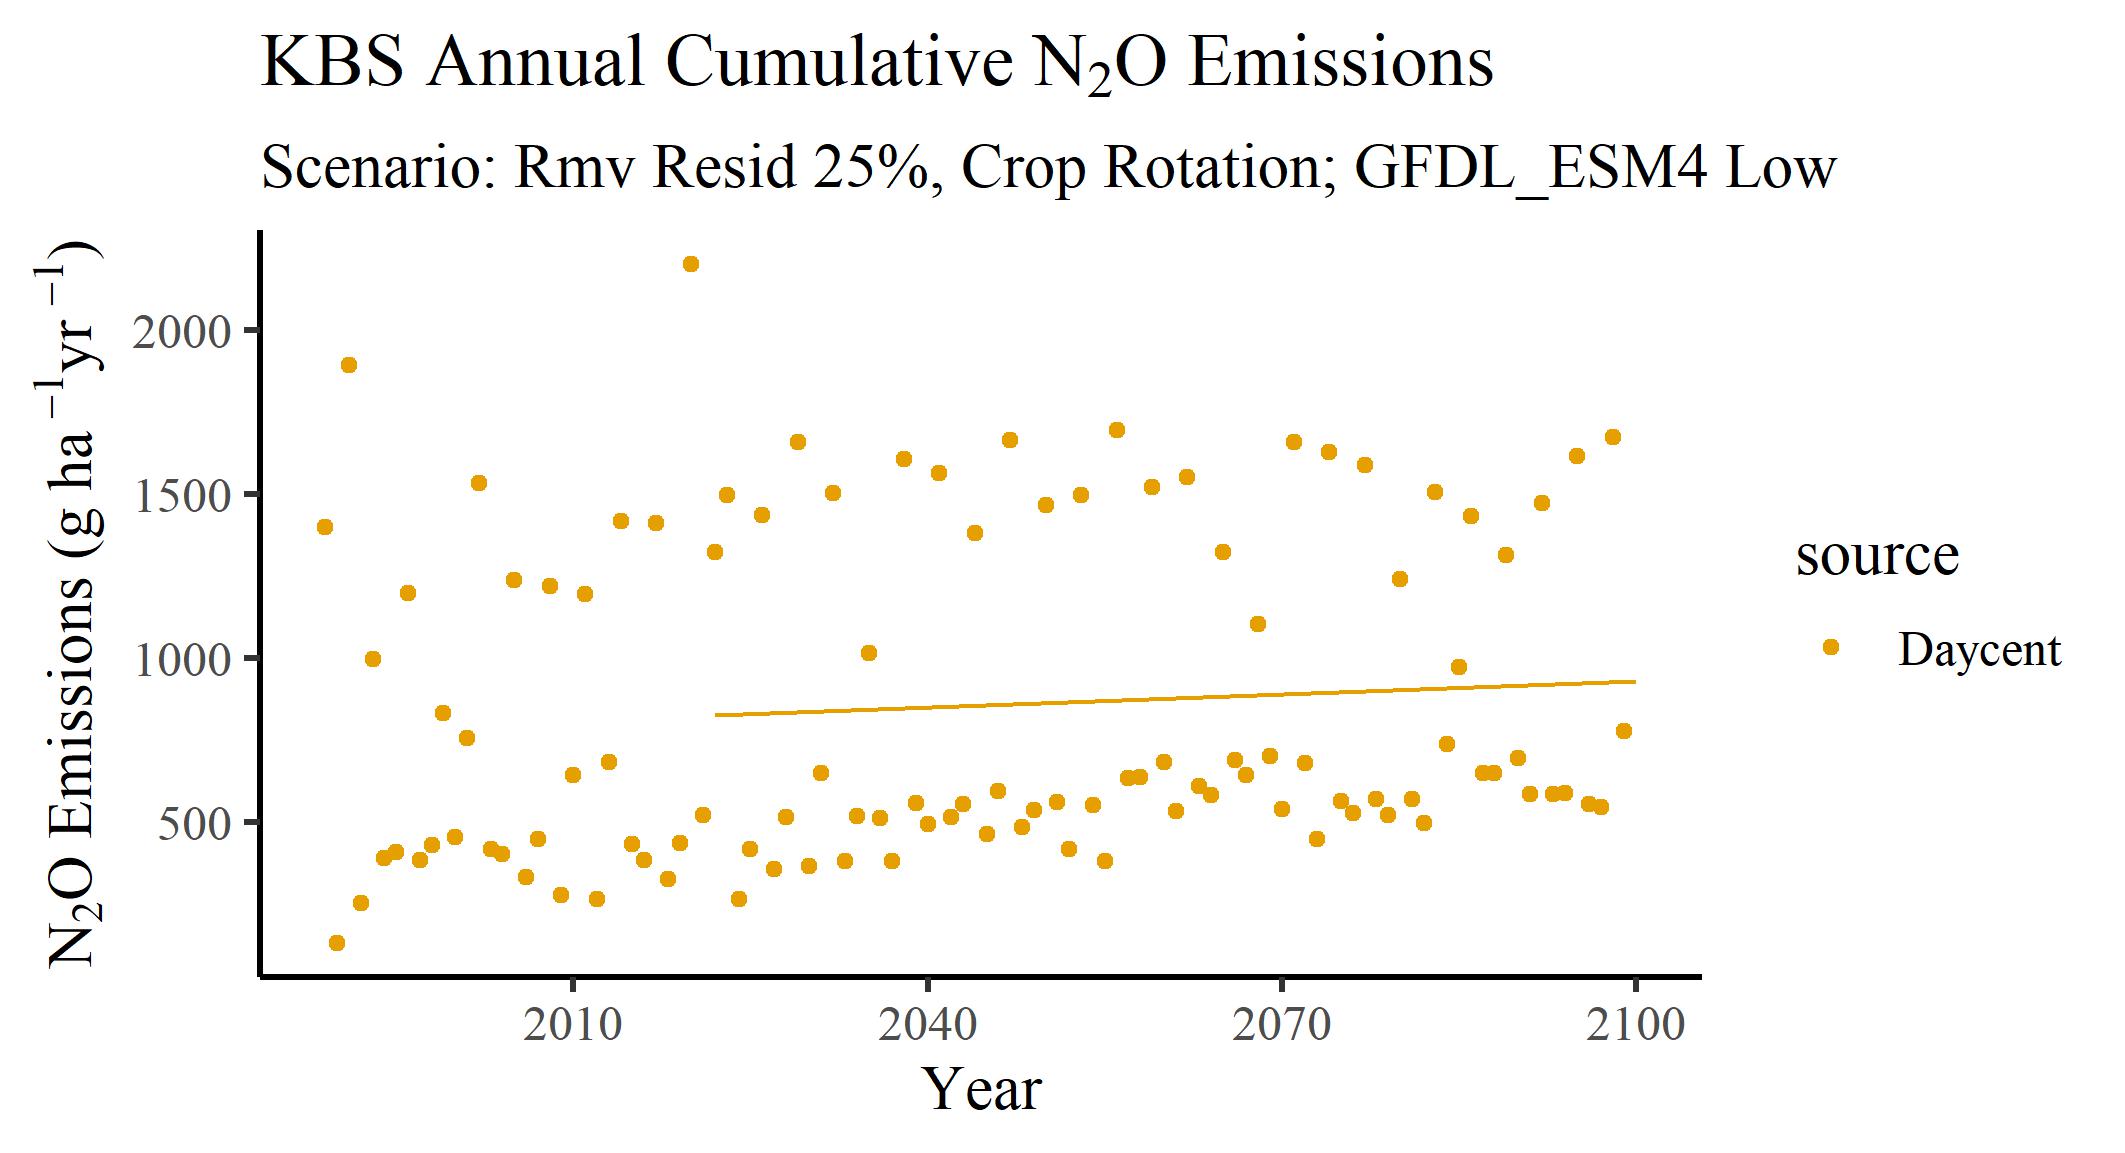 KBS Annual Cumulative N₂O Emissions
Scenario: Rmv Resid 25%, Crop Rotation; GFDL_ESM4 Low
N₂O Emissions (g ha ⁻¹yr ⁻¹)
2000
1500
1000
500
2010 2040 2070 2100
Year
source
Daycent